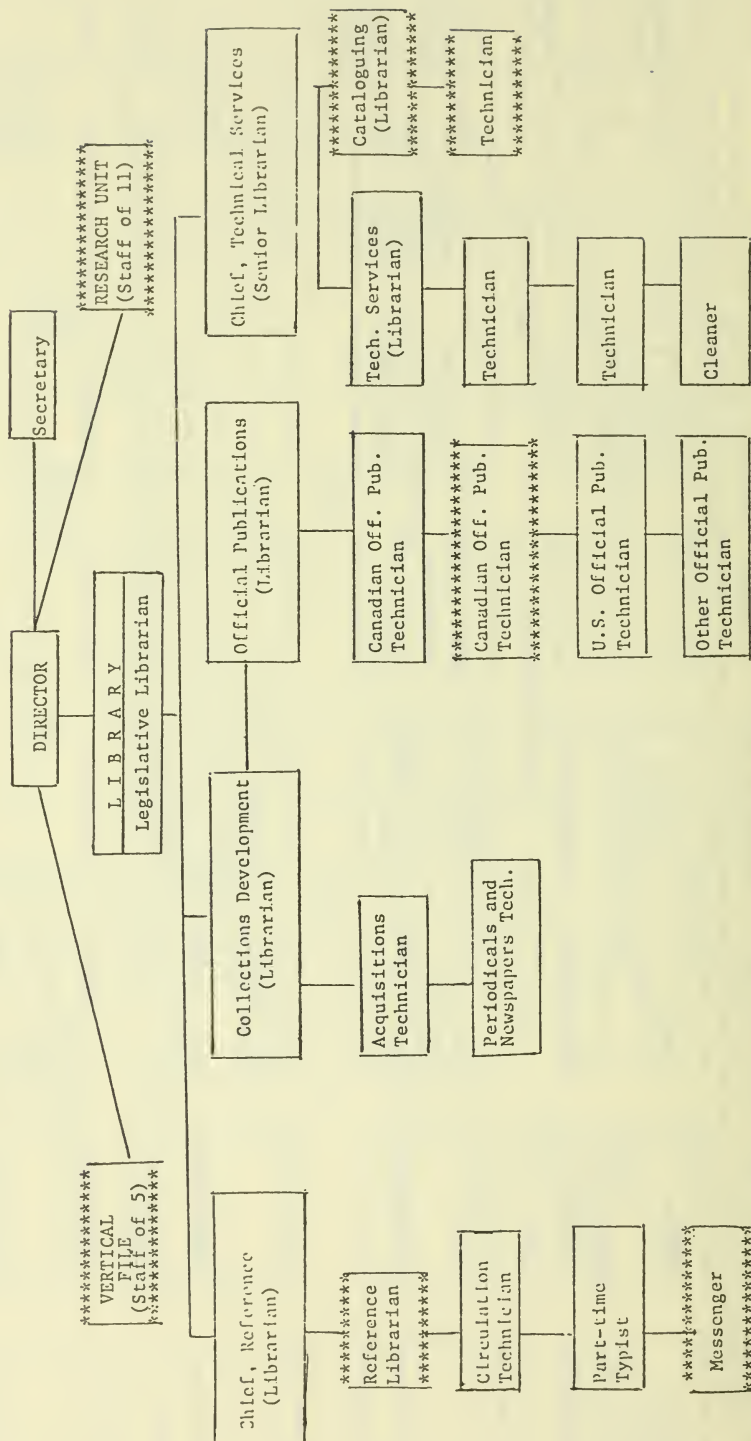 DIRECTOR
Secretary
*****************
VERTICAL
FILE
(Staff of 5)
*****************
L I B R A R Y
Legislative Librarian
*****************
RESEARCH UNIT
(Staff of 11)
*****************
Chief, Reference
(Librarian)
Collections Development
(Librarian)
Official Publications
(Librarian)
Chief, Technical Services
(Senior Librarian)
**************
Reference
Librarian
**************
Circulation
Technician
Part-time
Typist
**************
Messenger
**************
Acquisitions
Technician
Periodicals and
Newspapers Tech.
Canadian Off. Pub.
Technician
*********************
Canadian Off. Pub.
Technician
*********************
U.S. Official Pub.
Technician
Other Official Pub.
Technician
Tech. Services
(Librarian)
Technician
Technician
Cleaner
**************
Cataloguing
(Librarian)
**************
**************
Technician
**************